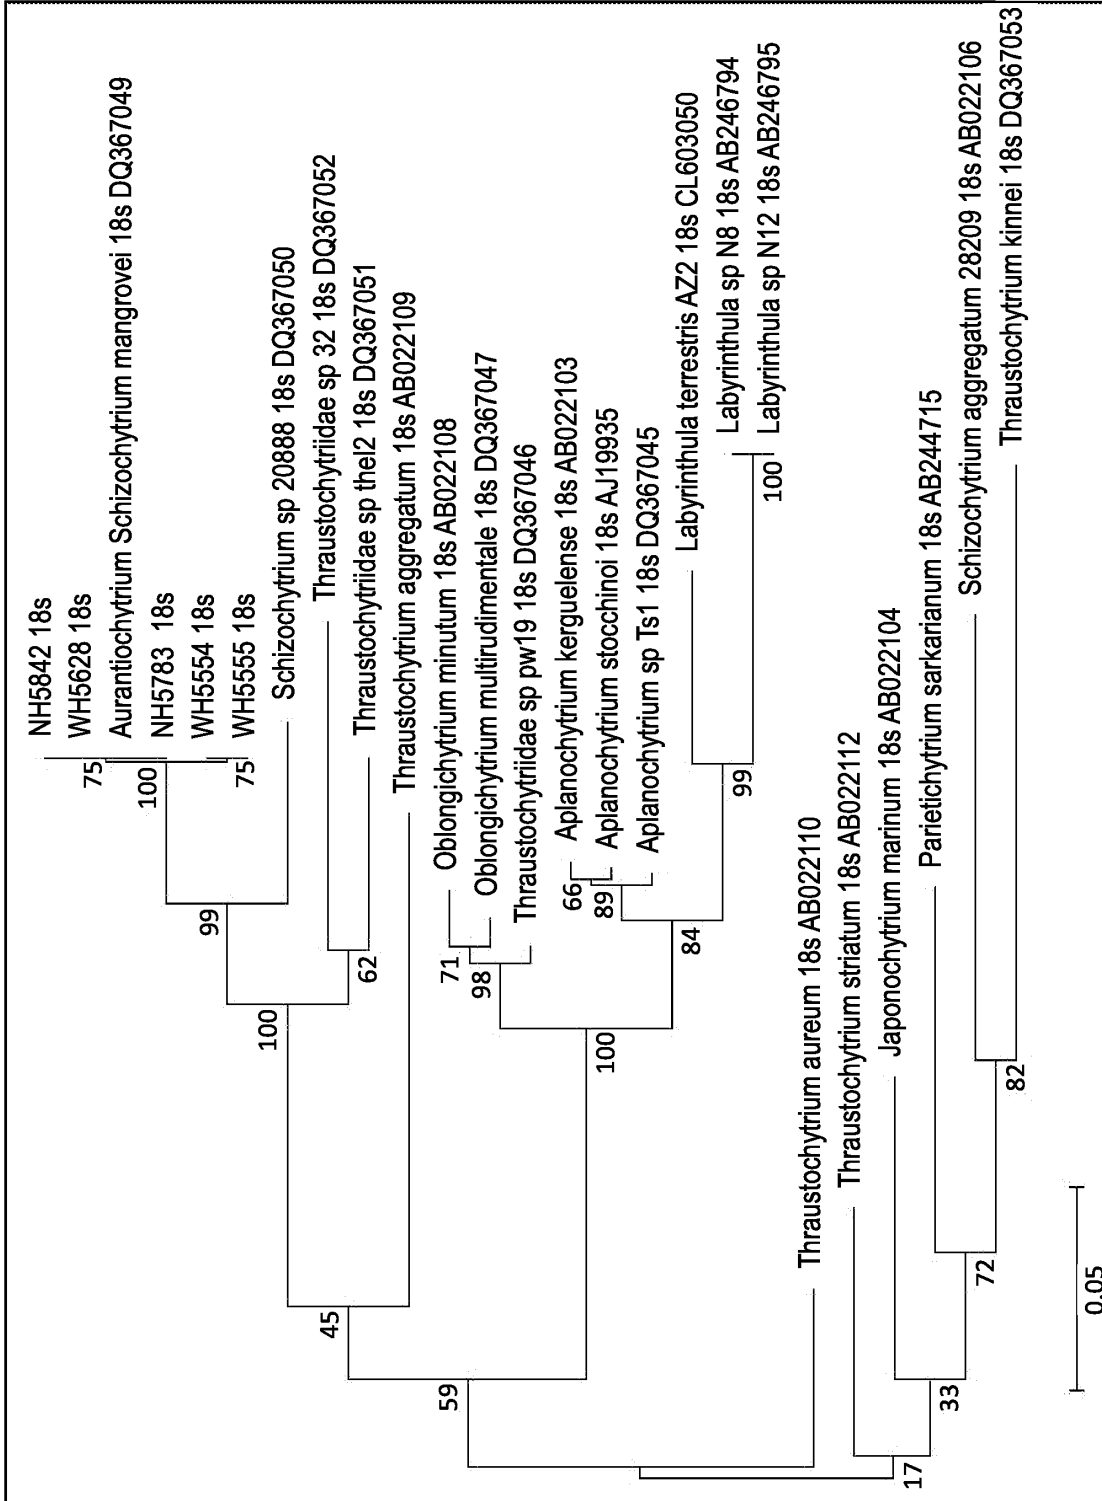 NH5842 18s
WH5628 18s
Aurantiochytrium Schizochytrium mangrovei 18s DQ367049
NH5783 18s
WH5554 18s
WH5555 18s
Schizochytrium sp 20888 18s DQ367050
Thraustochytriidae sp 32 18s DQ367052
Thraustochytriidae sp thel2 18s DQ367051
Thraustochytrium aggregatum 18s AB022109
Oblongichytrium minutum 18s AB022108
Oblongichytrium multirudimentale 18s DQ367047
Thraustochytriidae sp pw19 18s DQ367046
Aplanochytrium kerguelense 18s AB022103
Aplanochytrium stocchinoi 18s AJ19935
Aplanochytrium sp Ts1 18s DQ367045
Labyrinthula terrestris AZ2 18s CL603050
Labyrinthula sp N8 18s AB246794
Labyrinthula sp N12 18s AB246795
Thraustochytrium aureum 18s AB022110
Thraustochytrium striatum 18s AB022112
Japonochytrium marinum 18s AB022104
Parietichytrium sarkarianum 18s AB244715
Schizochytrium aggregatum 28209 18s AB022106
Thraustochytrium kinnei 18s DQ367053
75
100
75
99
100
62
45
59
71
98
100
66
89
84
99
100
17
33
72
82
0.05